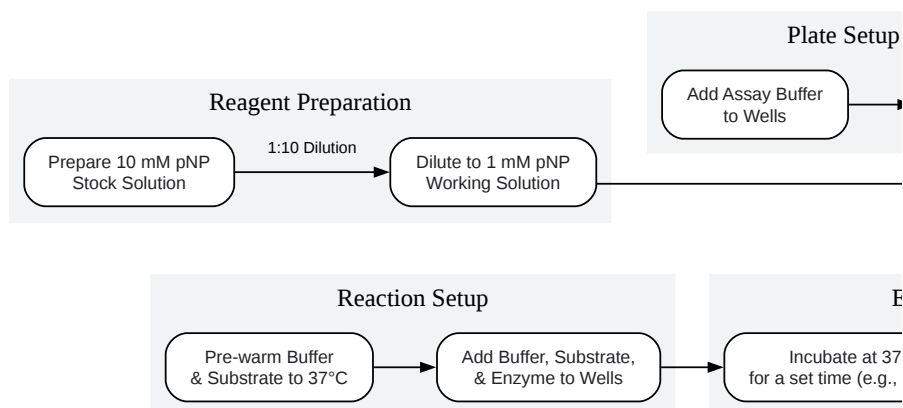 Plate Setup
Reagent Preparation
Add Assay Buffer
to Wells
1:10 Dilution
Prepare 10 mM pNP
Stock Solution
Dilute to 1 mM pNP
Working Solution
Reaction Setup
E
Pre-warm Buffer
& Substrate to 37°C
Add Buffer, Substrate,
& Enzyme to Wells
Incubate at 37
for a set time (e.g.,